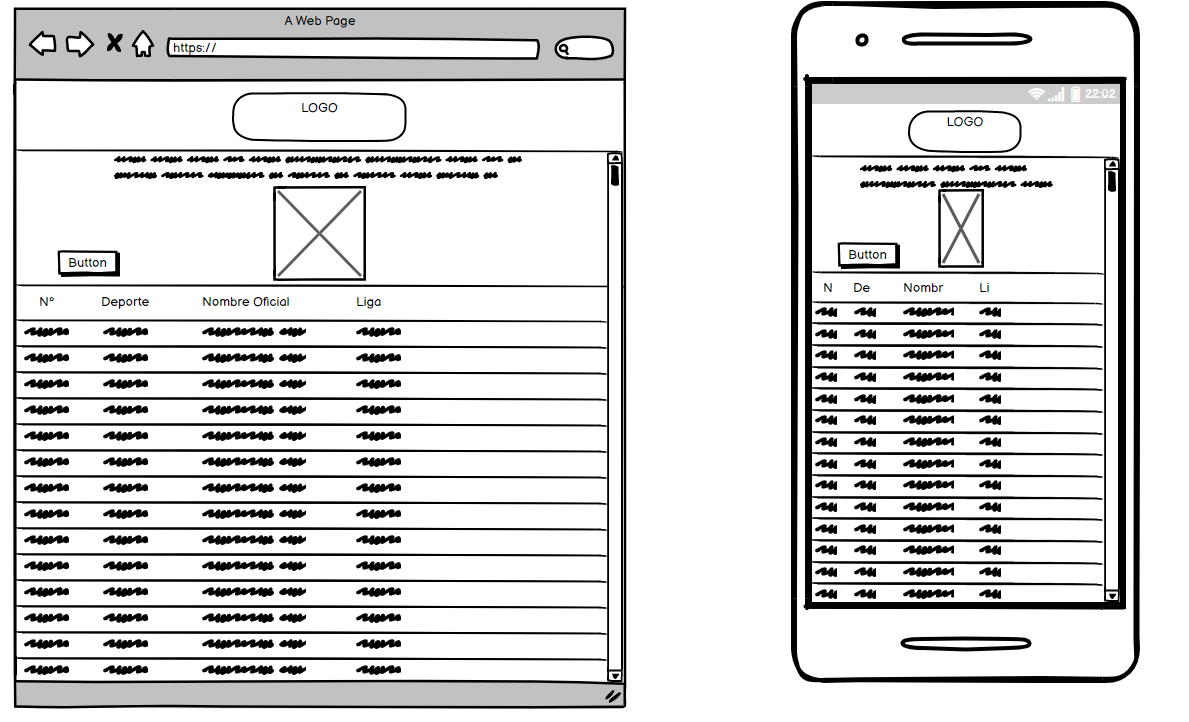 A Web Page
https://
LOGO
Button
N° Deporte Nombre Oficial Liga
22:02
LOGO
Button
N De Nombr Li